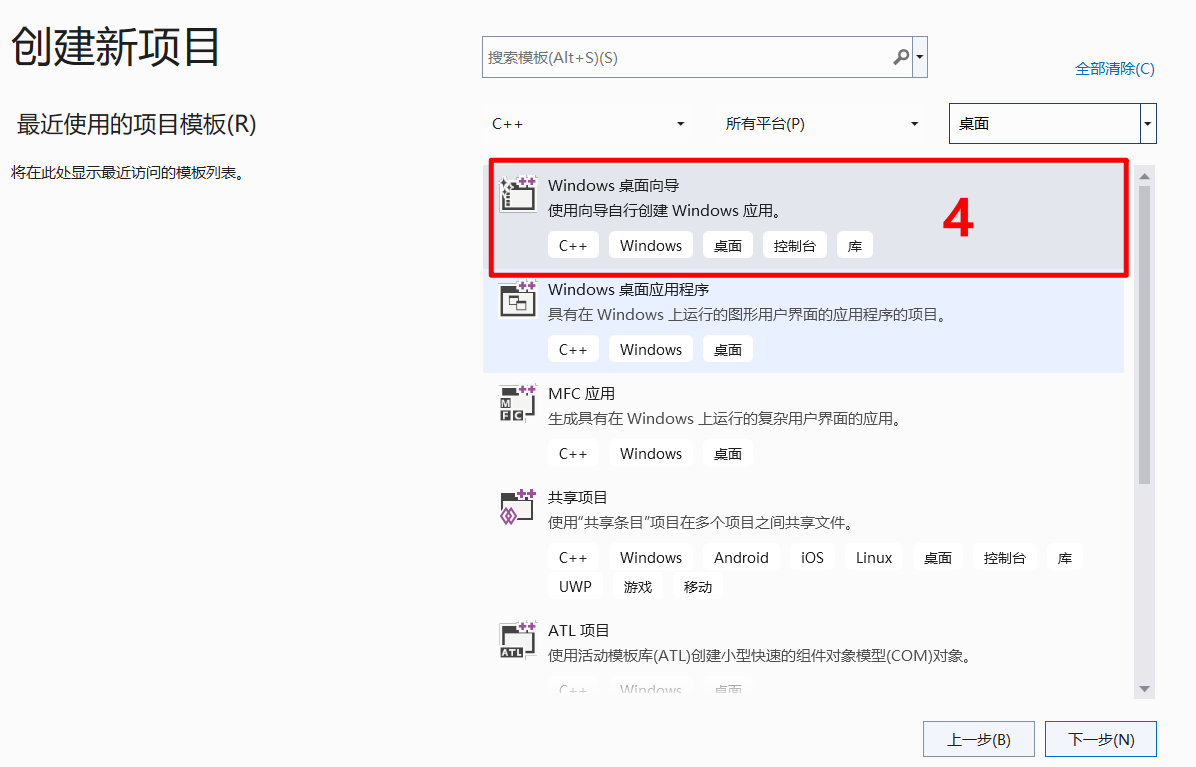 创建新项目
搜索模板(Alt+S)(S)
全部清除(C)
最近使用的项目模板(R)
将在此处显示最近访问的模板列表。
C++ 所有平台(P) 桌面
Windows 桌面向导
使用向导自行创建 Windows 应用。
4
C++ Windows 桌面 控制台 库
Windows 桌面应用程序
具有在 Windows 上运行的图形用户界面的应用程序的项目。
C++ Windows 桌面
MFC 应用
生成具有在 Windows 上运行的复杂用户界面的应用。
C++ Windows 桌面
共享项目
使用“共享条目”项目在多个项目之间共享文件。
C++ Windows Android iOS Linux 桌面 控制台 库
UWP 游戏 移动
ATL 项目
使用活动模板库(ATL)创建小型快速的组件对象模型(COM)对象。
C++ Windows 桌面
上一步(B) 下一步(N)